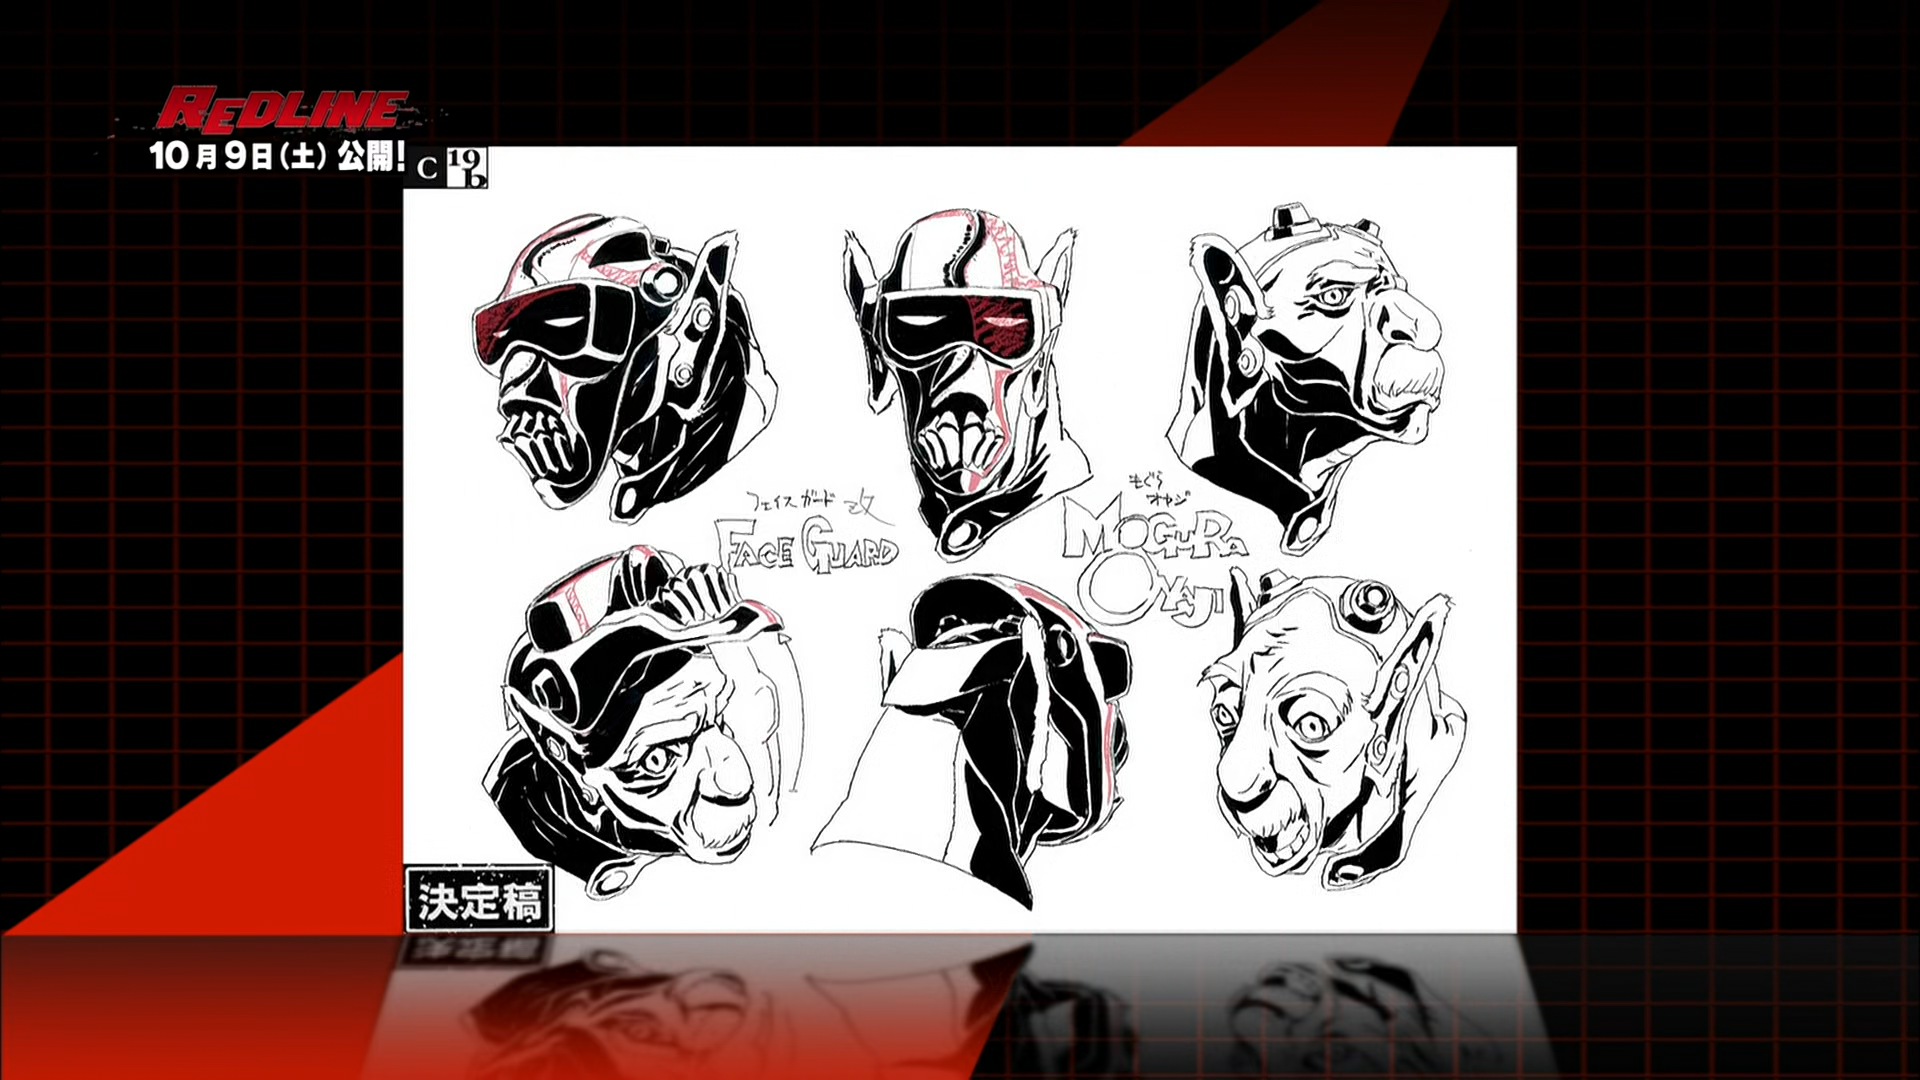 REDLINE
10月9日(土)公開!
C 19 b
フェイスガード 改
FACE GUARD
もぐら
オヤジ
MOGURA
OYAJI
決定稿